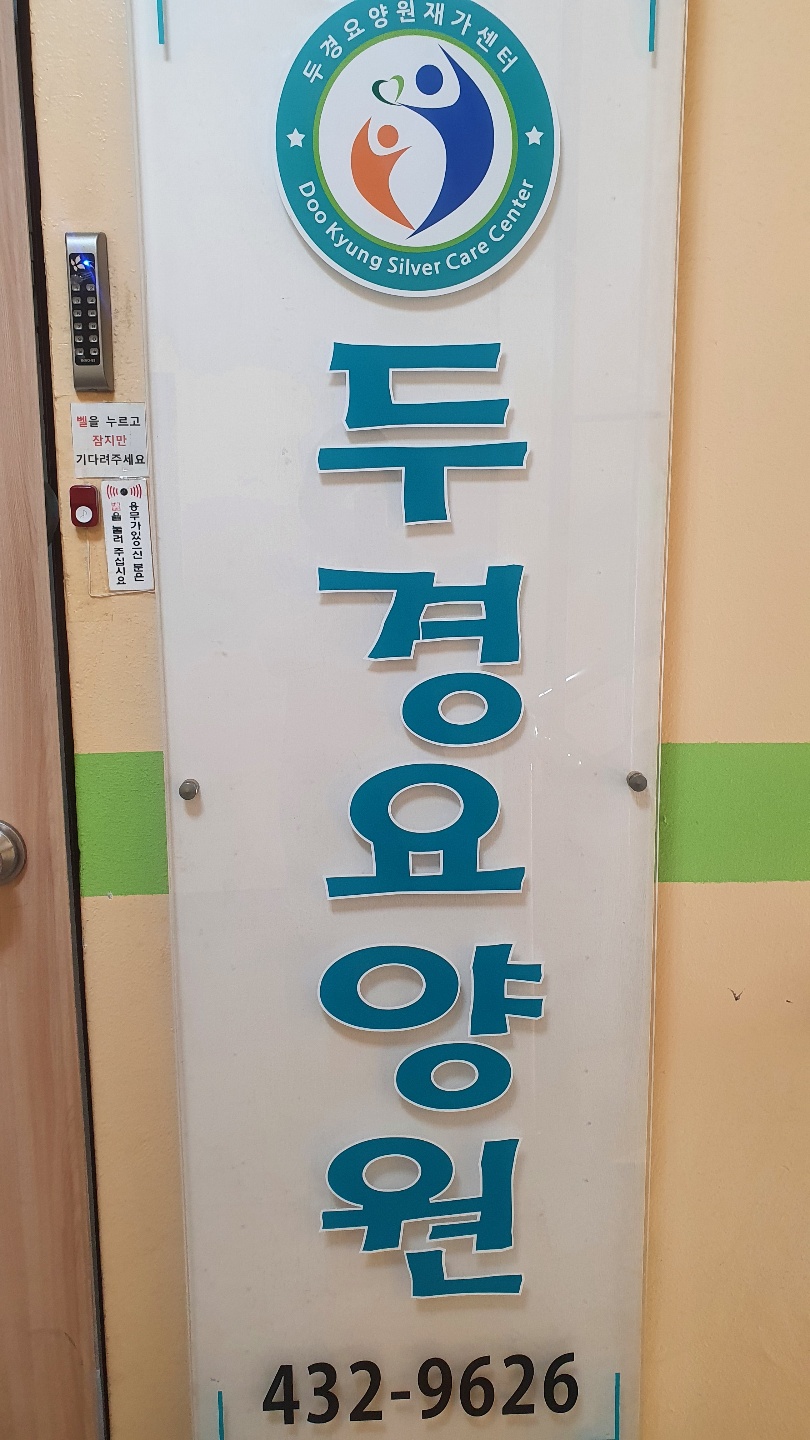 두경요양원재가센터
Doo Kyung Silver Care Center
두경요양원
432-9626
벨을 누르고
잠지만
기다려주세요
용무가있으신 분은
벨을 눌러 주십시요